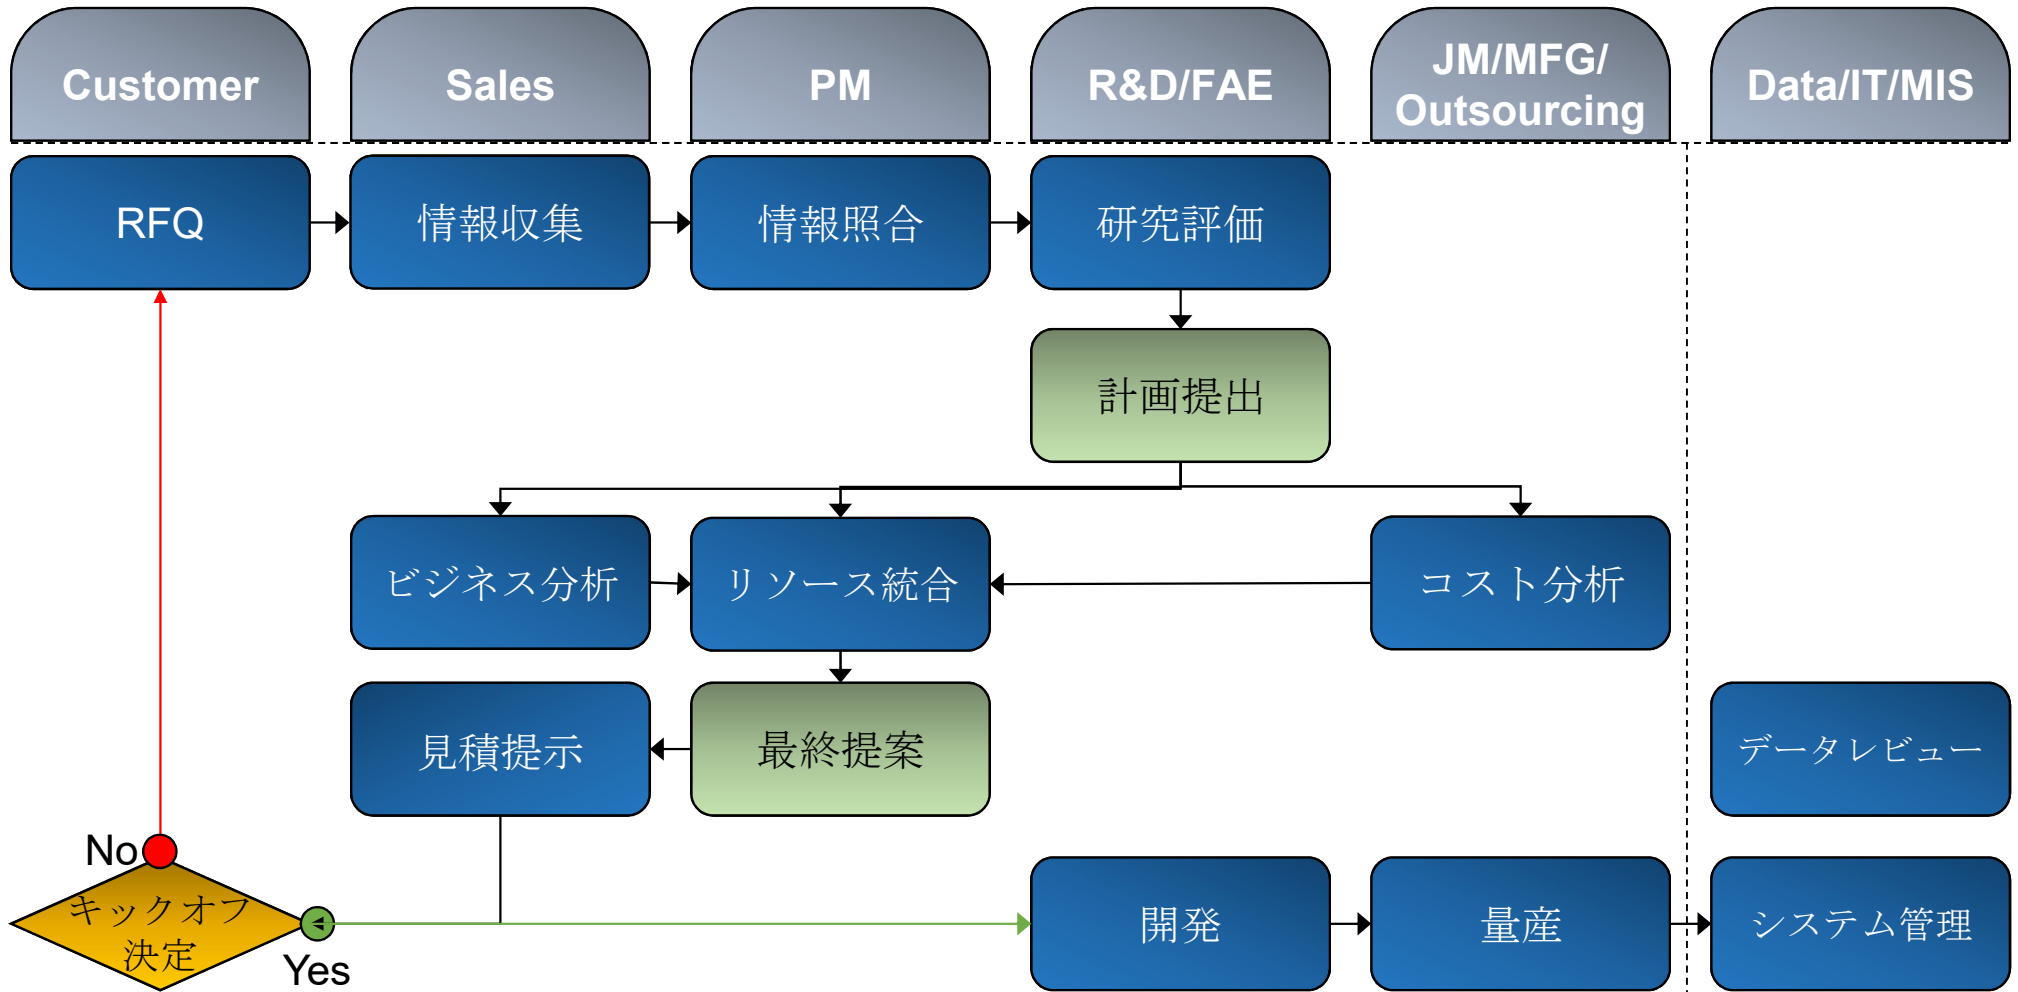 Customer
Sales
PM
R&D/FAE
JM/MFG/
Outsourcing
Data/IT/MIS
RFQ
情報収集
情報照合
研究評価
計画提出
ビジネス分析
リソース統合
コスト分析
見積提示
最終提案
データレビュー
No
キックオフ
決定
Yes
開発
量産
システム管理